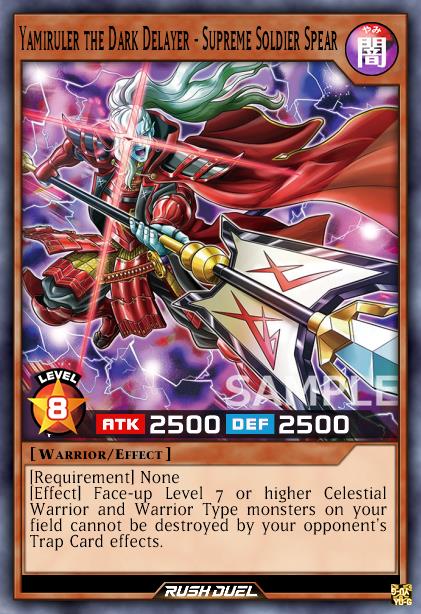 Yamiruler the Dark Delayer - Supreme Soldier Spear
やみ
闇
SAMPLE
LEVEL
8
ATK 2500 DEF 2500
[Warrior/Effect]
[Requirement] None
[Effect] Face-up Level 7 or higher Celestial
Warrior and Warrior Type monsters on your
field cannot be destroyed by your opponent's
Trap Card effects.
RUSH DUEL